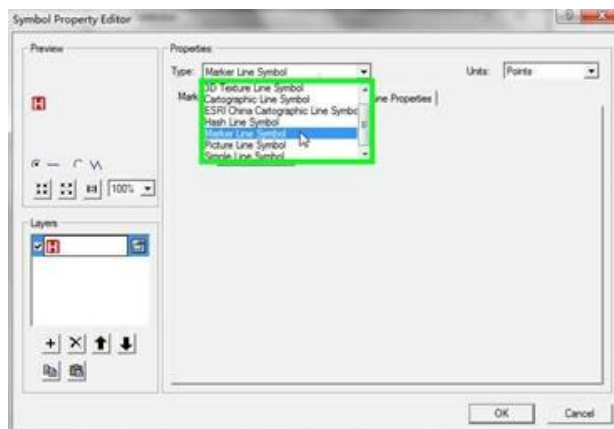 Symbol Property Editor
Preview
Properties
Type: Marker Line Symbol
Units: Points
3D Texture Line Symbol
Cartographic Line Symbol
ESRI China Cartographic Line Symbo
Hash Line Symbol
Marker Line Symbol
Picture Line Symbol
Simple Line Symbol
Mark
ne Properties
H
100%
Layers
H
OK
Cancel